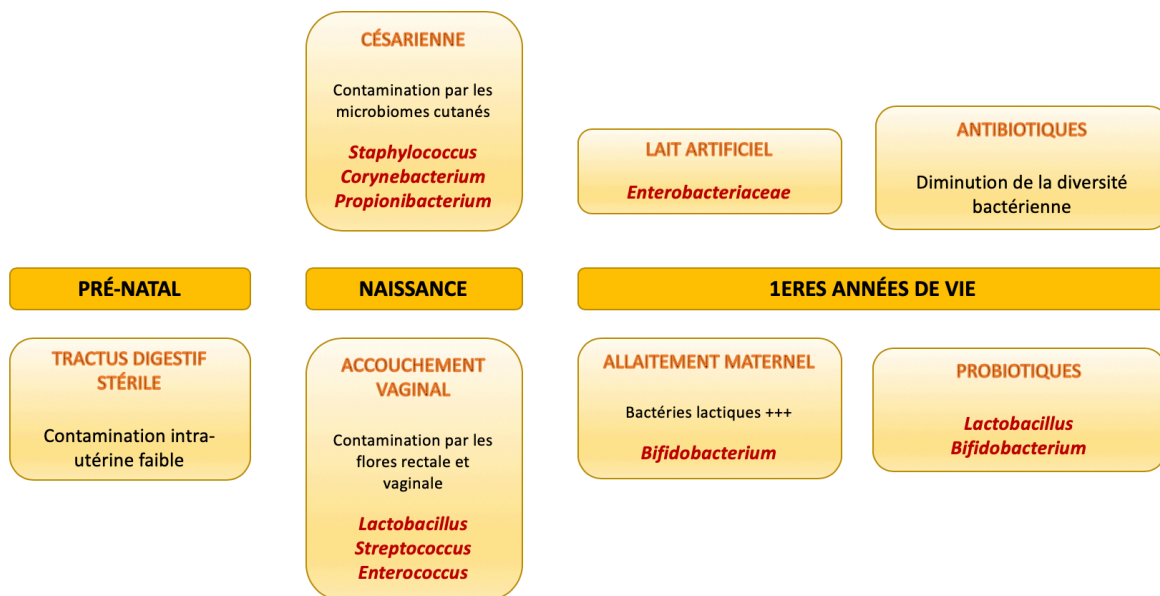 CÉSARIENNE
Contamination par les
microbiomes cutanés
Staphylococcus
Corynebacterium
Propionibacterium
LAIT ARTIFICIEL
Enterobacteriaceae
ANTIBIOTIQUES
Diminution de la diversité
bactérienne
PRÉ-NATAL
NAISSANCE
1ERES ANNÉES DE VIE
TRACTUS DIGESTIF
STÉRILE
Contamination intra-
utérine faible
ACCOUCHEMENT
VAGINAL
Contamination par les
flores rectale et
vaginale
Lactobacillus
Streptococcus
Enterococcus
ALLAITEMENT MATERNEL
Bactéries lactiques +++
Bifidobacterium
PROBIOTIQUES
Lactobacillus
Bifidobacterium